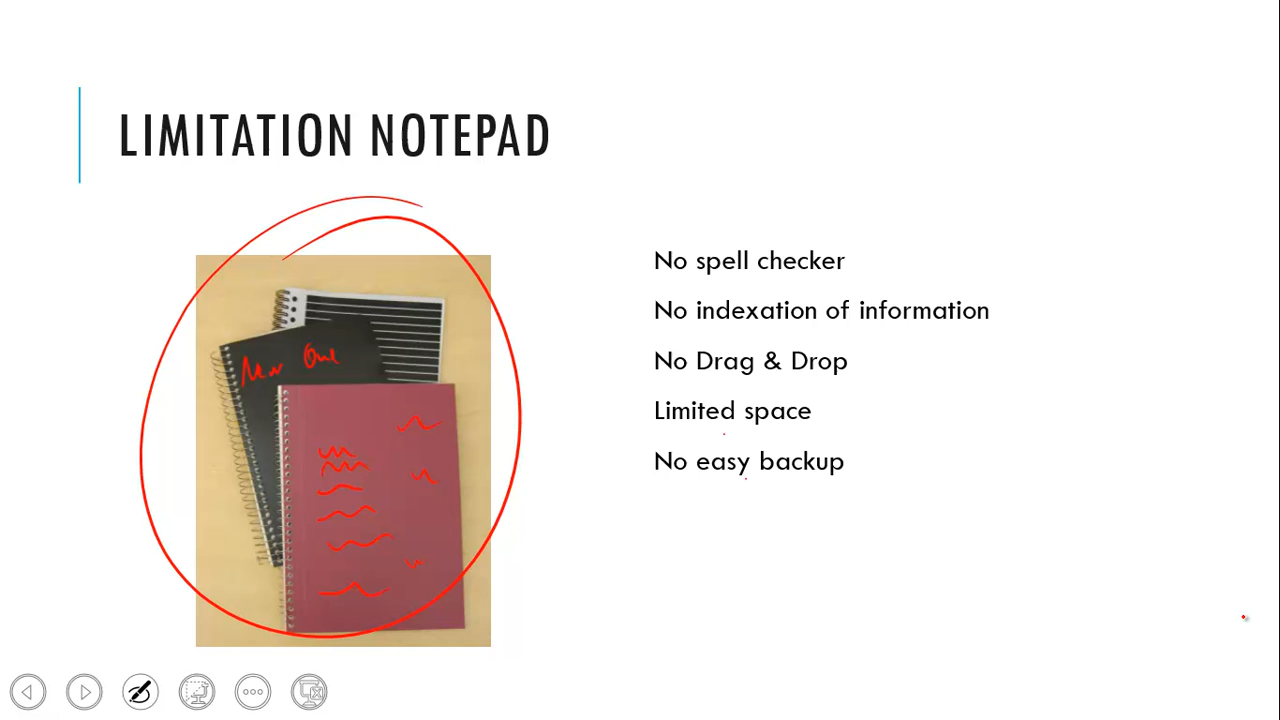 LIMITATION NOTEPAD
No spell checker
No indexation of information
No Drag & Drop
Limited space
No easy backup